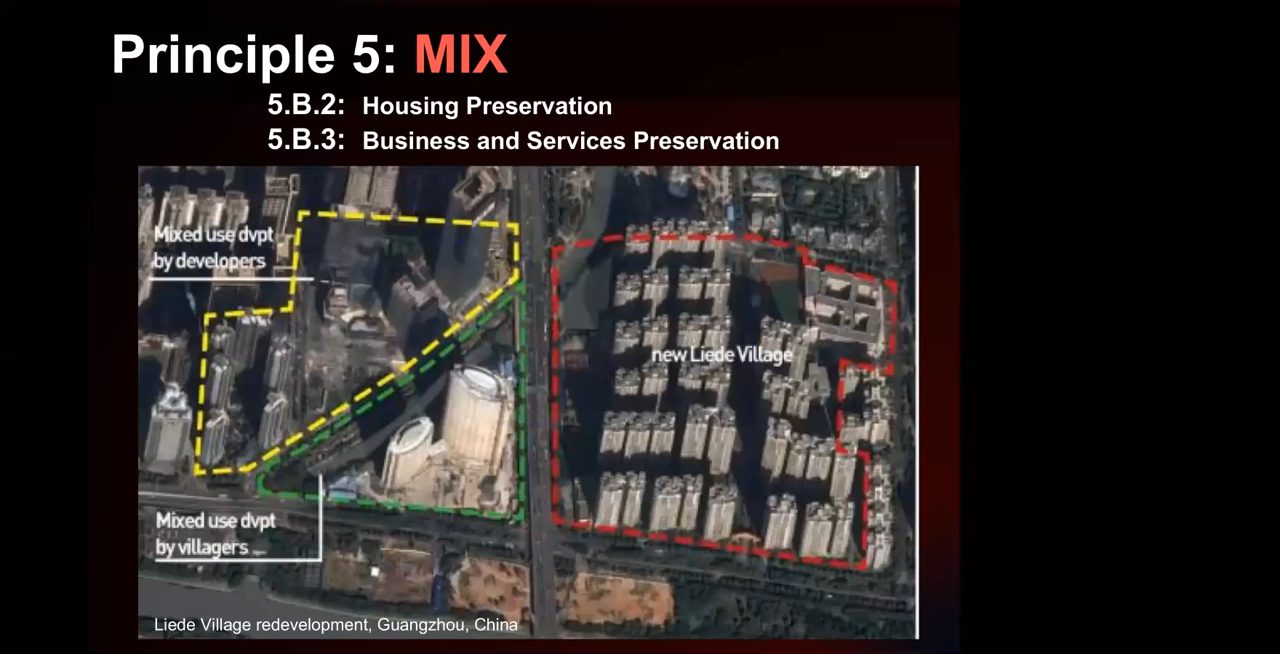 Principle 5: MIX
5.B.2: Housing Preservation
5.B.3: Business and Services Preservation
Mixed use dvpt
by developers
new Liede Village
Mixed use dvpt
by villagers
Liede Village redevelopment, Guangzhou, China